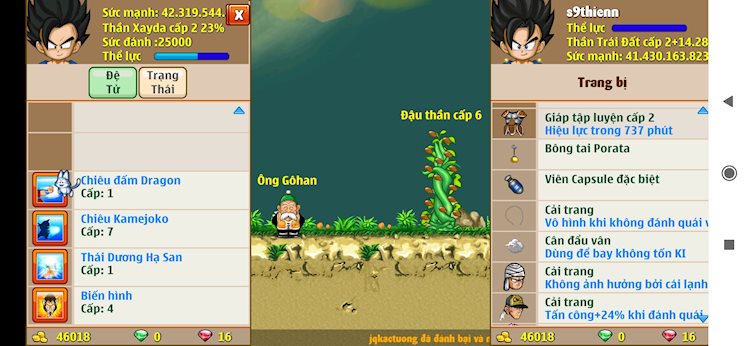 Sức mạnh: 42.319.544.
Thần Xayda cấp 2 23%
Sức đánh :25000
Thể lực
X
Đệ Tử
Trạng Thái
Chiêu đấm Dragon
Cấp: 1
Chiêu Kamejoko
Cấp: 7
Thái Dương Hạ San
Cấp: 1
Biến hình
Cấp: 4
46018
0
16
Đậu thần cấp 6
Ông Gôhan
jqkactuong đã đánh bại và n
s9thienn
Thể lực
Thần Trái Đất cấp 2+14.28
Sức mạnh: 41.430.163.823
Trang bị
Giáp tập luyện cấp 2
Hiệu lực trong 737 phút
Bông tai Porata
Viên Capsule đặc biệt
Cải trang
Vô hình khi không đánh quái v
Cân đẩu vân
Dùng để bay không tốn KI
Cải trang
Không ảnh hưởng bởi cái lạnh
Cải trang
Tấn công+24% khi đánh quái
46018
0
16